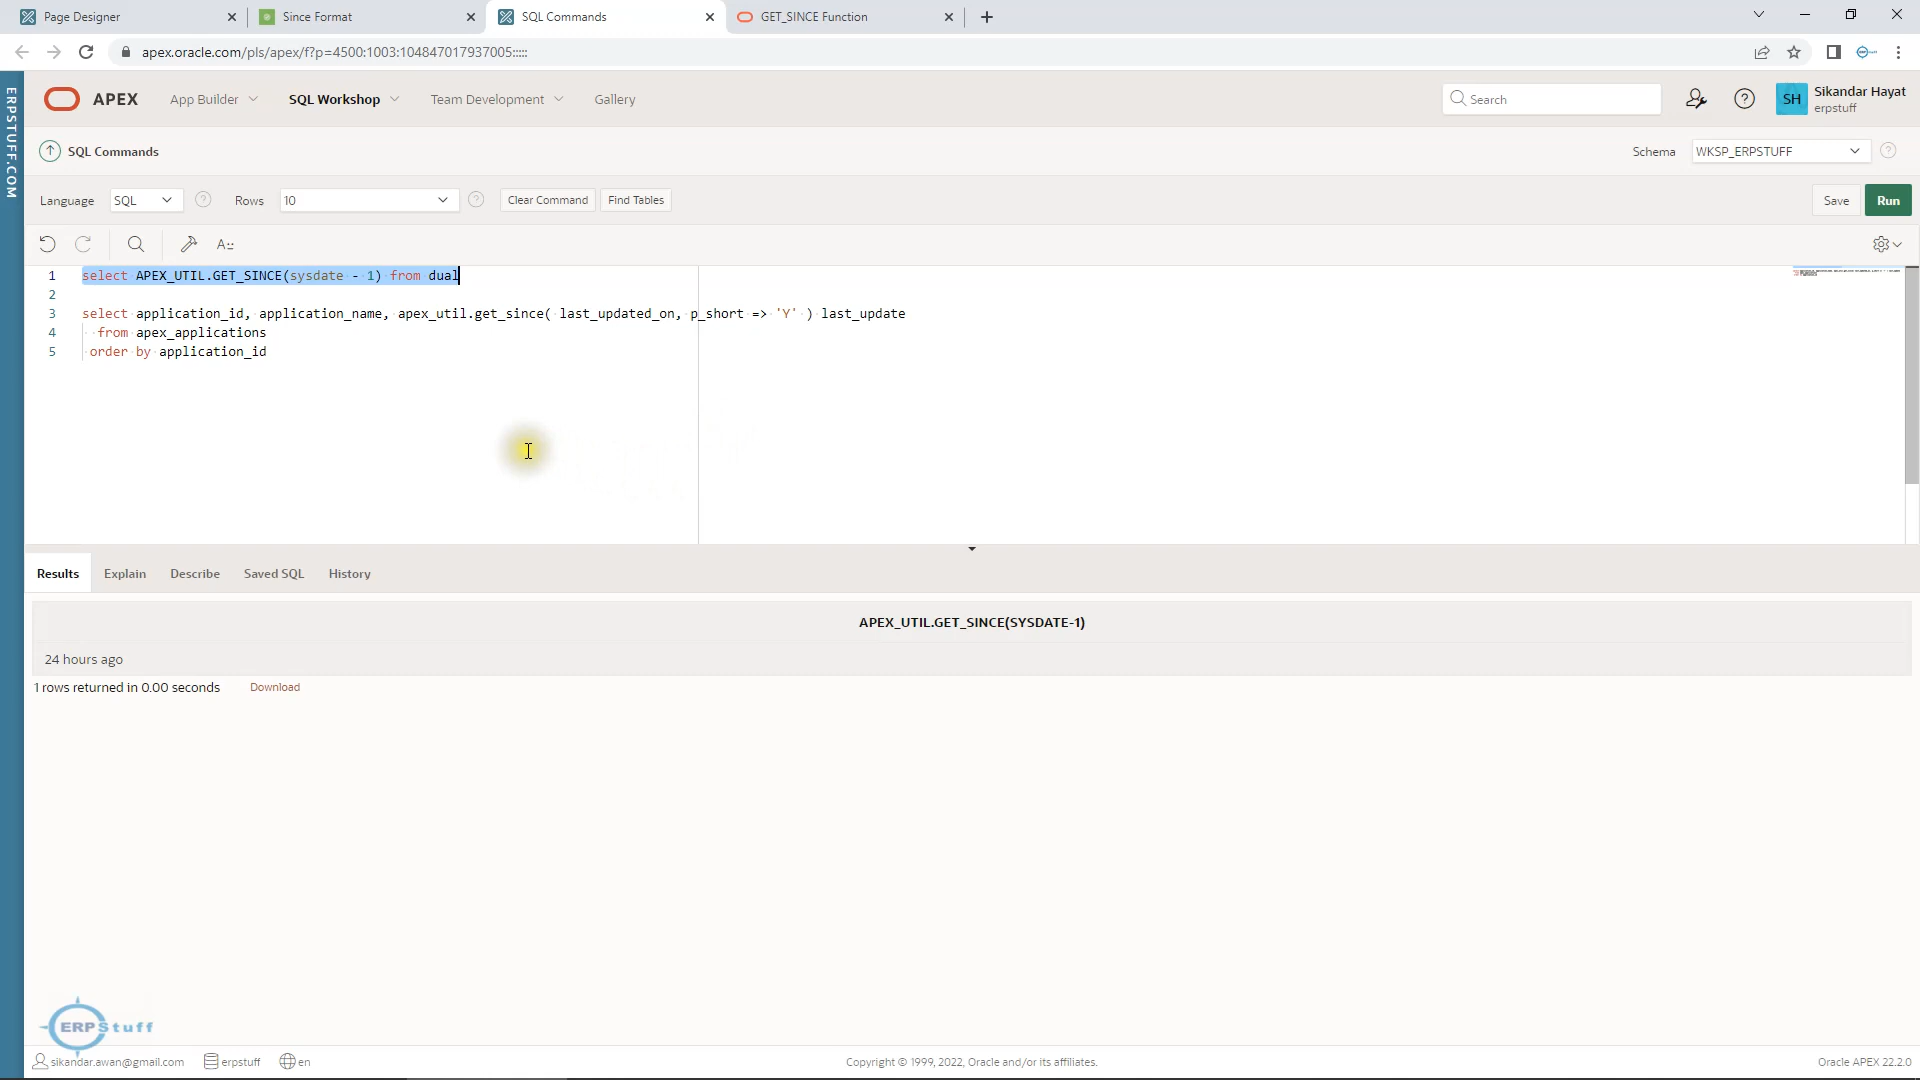 Page Designer
Since Format
SQL Commands
GET_SINCE Function
apex.oracle.com/pls/apex/f?p=4500:1003:104847017937005:::::
ERPSTUFF.COM
APEX
App Builder
SQL Workshop
Team Development
Gallery
Search
SH
Sikandar Hayat
erpstuff
SQL Commands
Schema
WKSP_ERPSTUFF
Language
SQL
Rows
10
Clear Command
Find Tables
Save
Run
1 select APEX_UTIL.GET_SINCE(sysdate - 1) from dual
2
3 select application_id, application_name, apex_util.get_since( last_updated_on, p_short => 'Y' ) last_update
4 from apex_applications
5 order by application_id
Results
Explain
Describe
Saved SQL
History
APEX_UTIL.GET_SINCE(SYSDATE-1)
24 hours ago
1 rows returned in 0.00 seconds
Download
ERPStuff
sikandar.awan@gmail.com
erpstuff
en
Copyright © 1999, 2022, Oracle and/or its affiliates.
Oracle APEX 22.2.0